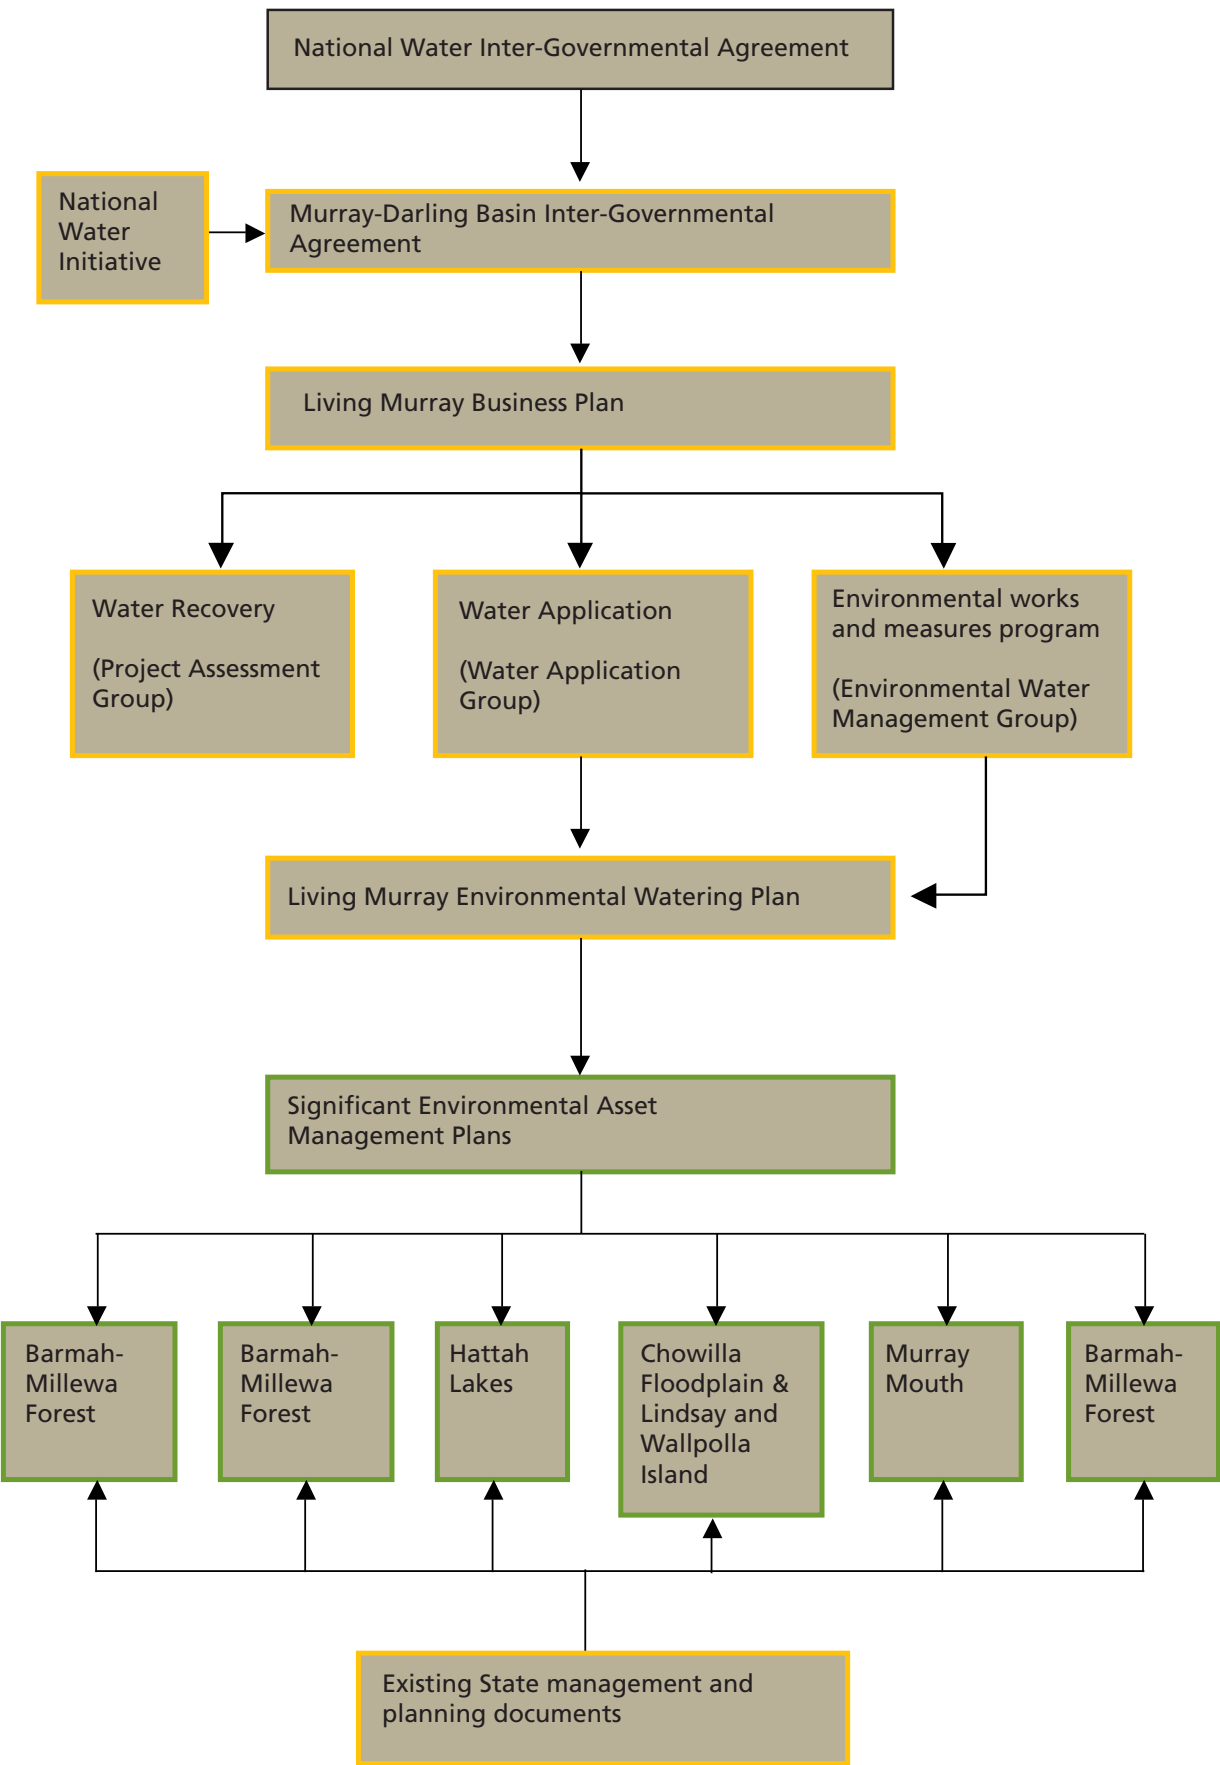 National Water Inter-Governmental Agreement
National
Water
Initiative
Murray-Darling Basin Inter-Governmental
Agreement
Living Murray Business Plan
Water Recovery
(Project Assessment
Group)
Water Application
(Water Application
Group)
Environmental works
and measures program
(Environmental Water
Management Group)
Living Murray Environmental Watering Plan
Significant Environmental Asset
Management Plans
Barmah-
Millewa
Forest
Barmah-
Millewa
Forest
Hattah
Lakes
Chowilla
Floodplain &
Lindsay and
Wallpolla
Island
Murray
Mouth
Barmah-
Millewa
Forest
Existing State management and
planning documents